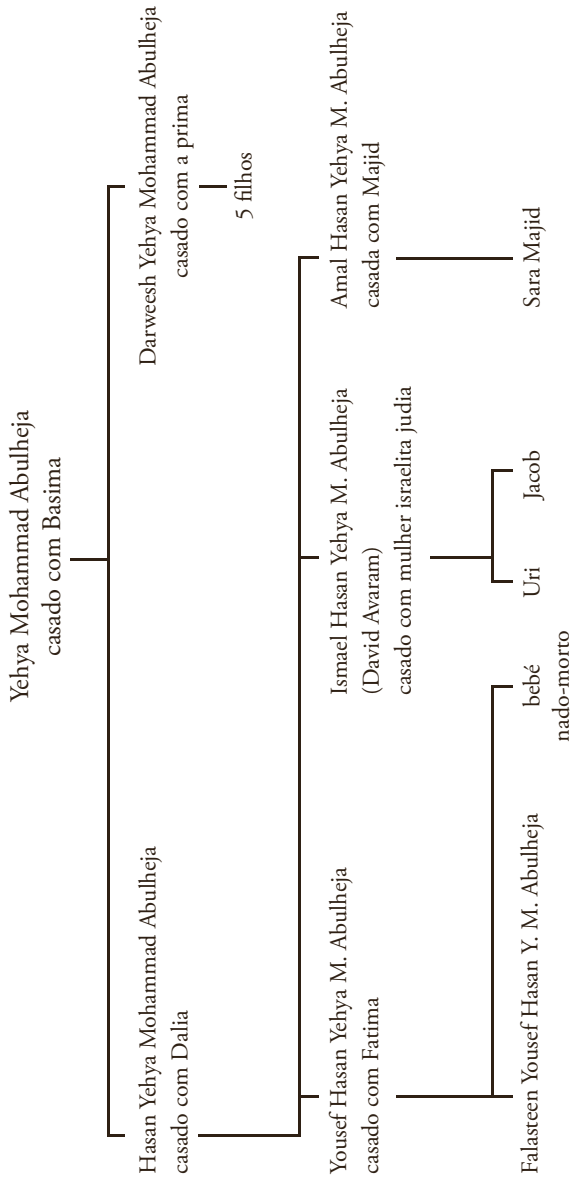 Yehya Mohammad Abulheja
casado com Basima
Hasan Yehya Mohammad Abulheja
casado com Dalia
Darweesh Yehya Mohammad Abulheja
casado com a prima
5 filhos
Yousef Hasan Yehya M. Abulheja
casado com Fatima
Ismael Hasan Yehya M. Abulheja
(David Avaram)
casado com mulher israelita judia
Amal Hasan Yehya M. Abulheja
casada com Majid
Falasteen Yousef Hasan Y. M. Abulheja
bebé
nado-morto
Uri
Jacob
Sara Majid